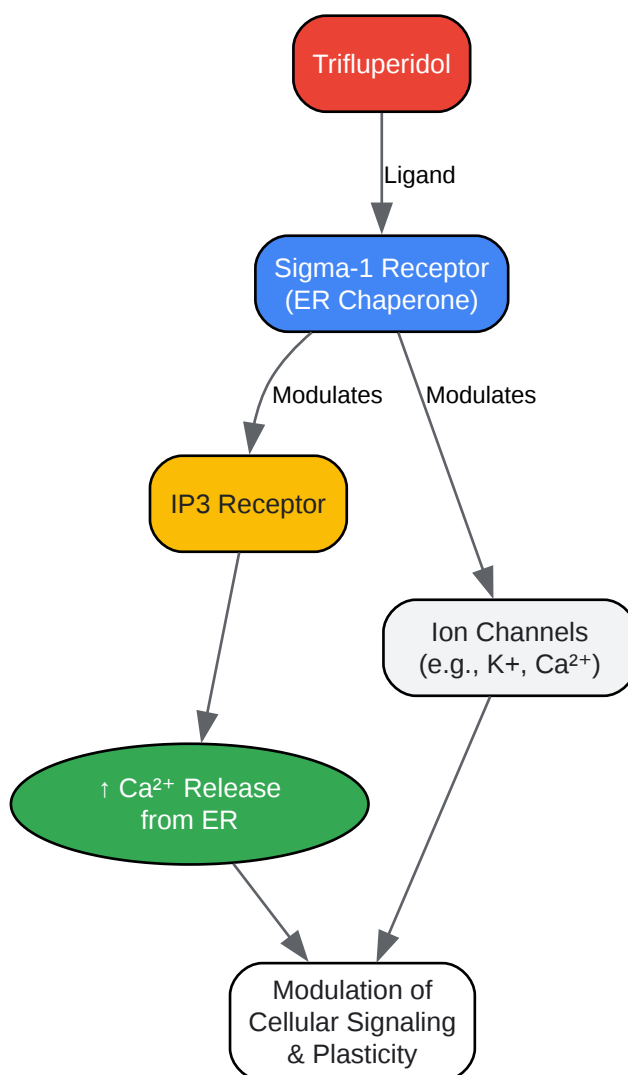 Trifluperidol
Ligand
Sigma-1 Receptor
(ER Chaperone)
Modulates
Modulates
IP3 Receptor
Ion Channels
(e.g., K+, Ca²⁺)
↑ Ca²⁺ Release
from ER
Modulation of
Cellular Signaling
& Plasticity